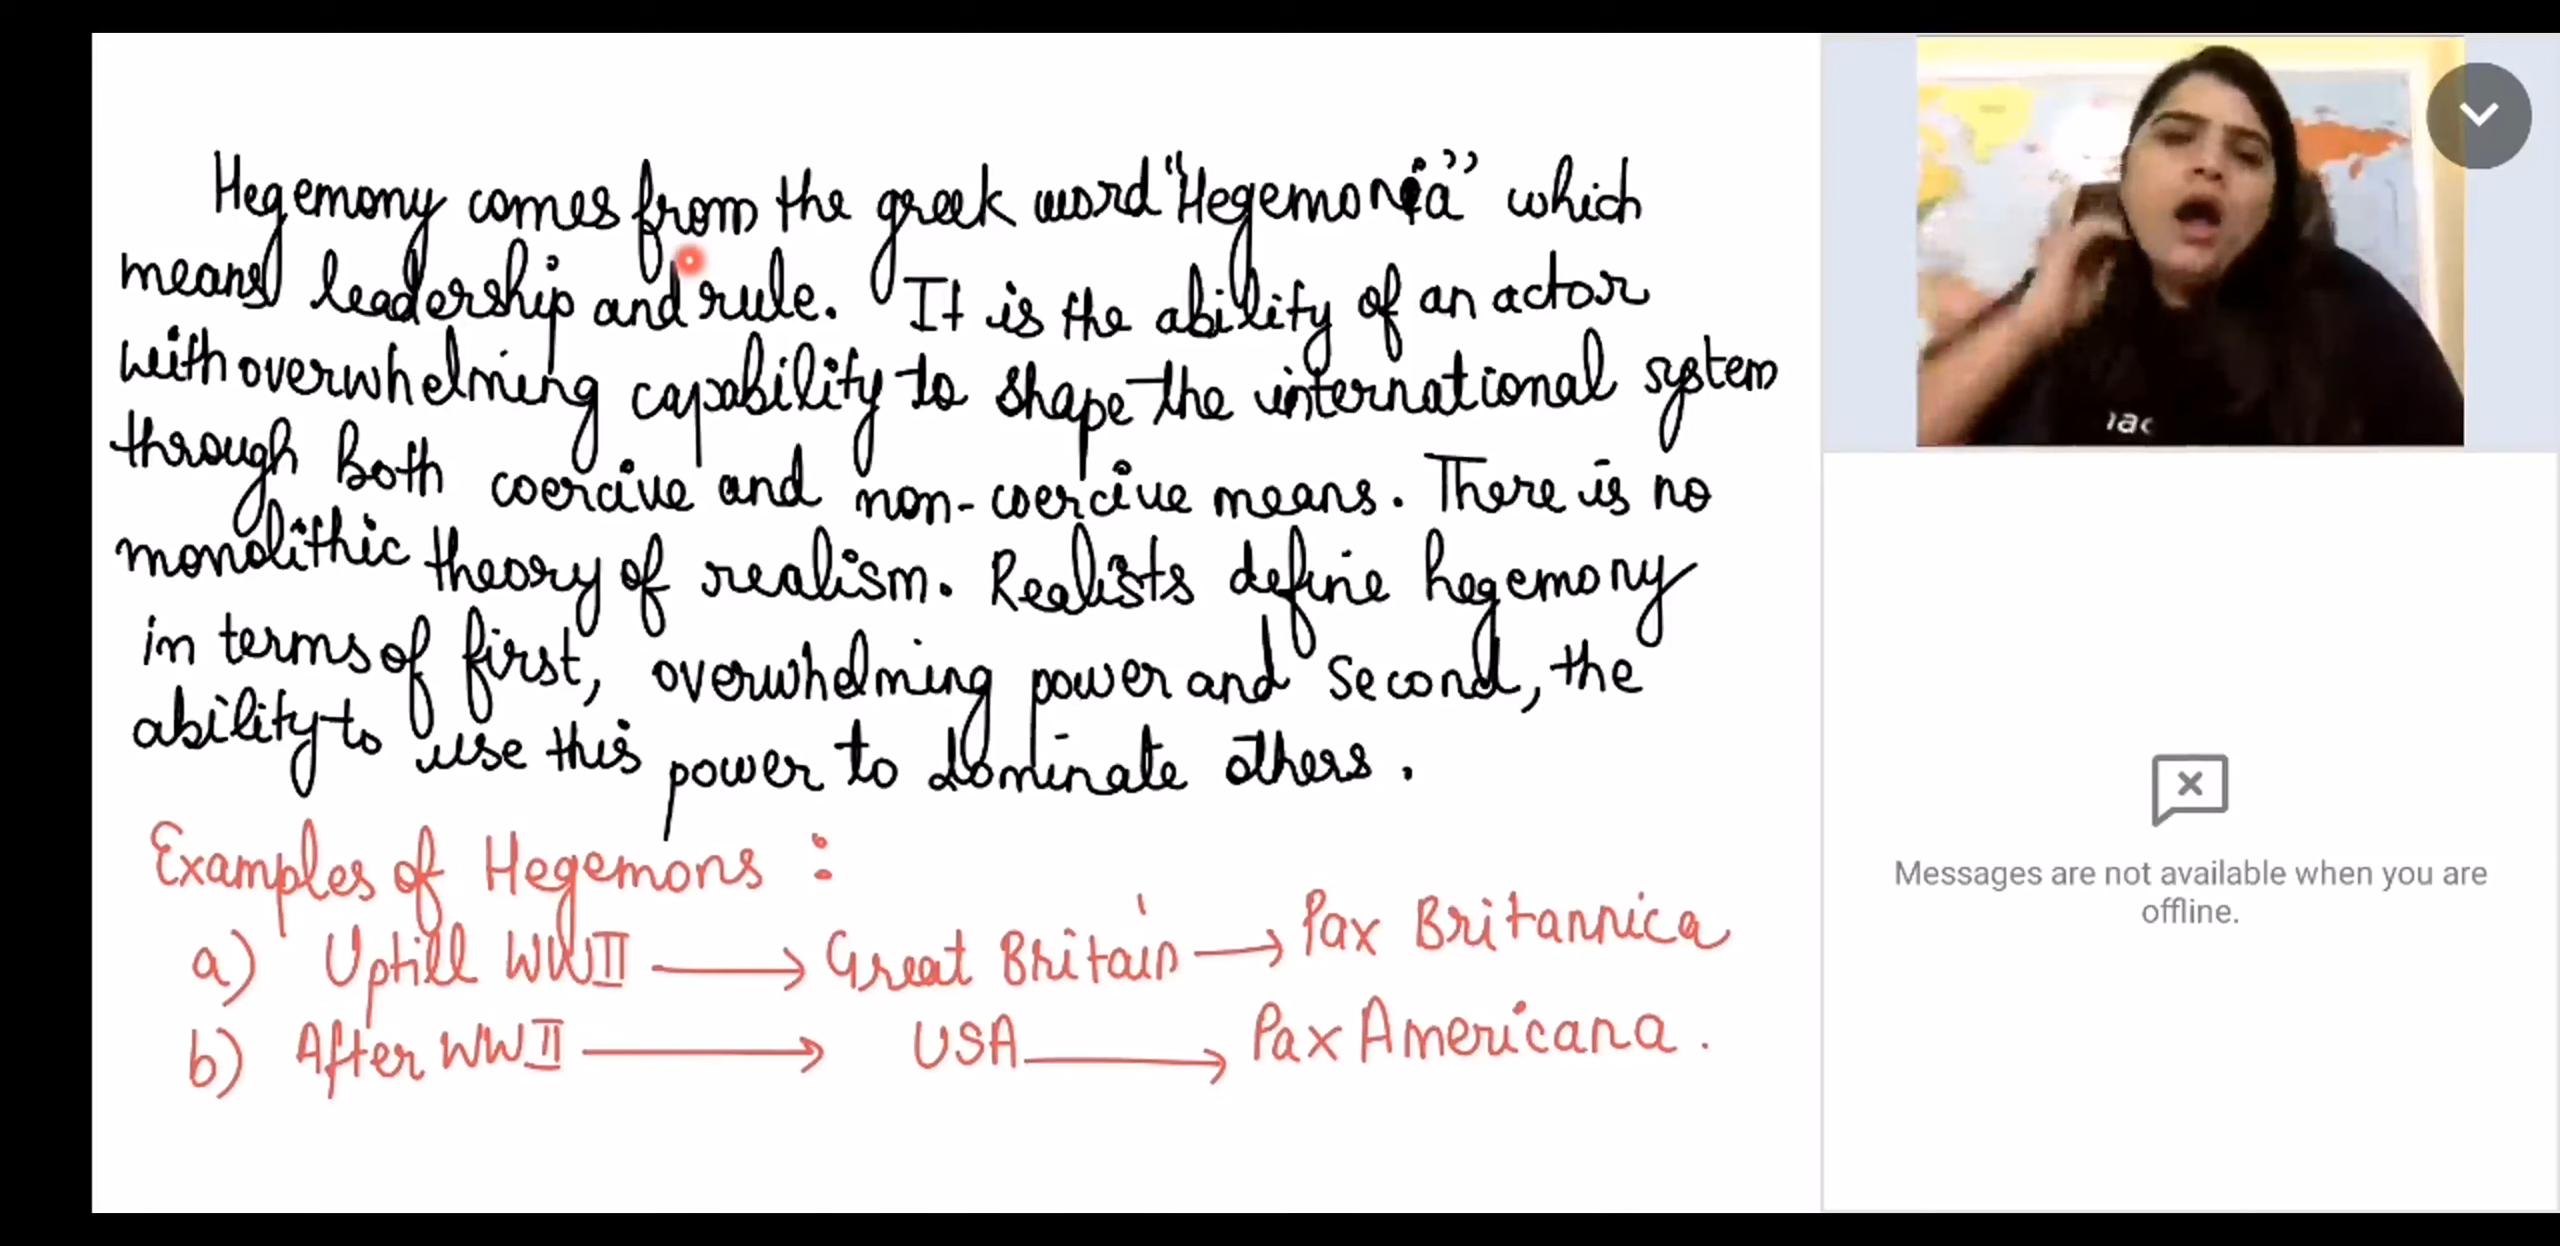 Hegemony comes from the greek word "Hegemonia" which
means leadership and rule. It is the ability of an actor
with overwhelming capability to shape the international system
through both coercive and non-coercive means. There is no
monolithic theory of realism. Realists define hegemony
in terms of first, overwhelming power and second, the
ability to use this power to dominate others.
Examples of Hegemons :
a) Uptill WWII → Great Britain → Pax Britannica
b) After WWII → USA → Pax Americana.
Messages are not available when you are
offline.